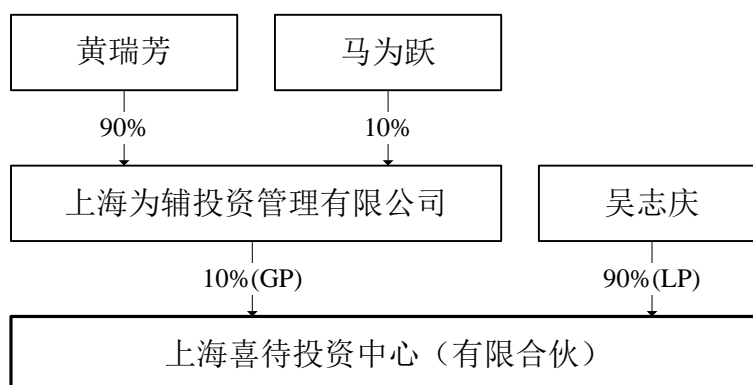 黄瑞芳
马为跃
90%
10%
上海为辅投资管理有限公司
吴志庆
10%(GP)
90%(LP)
上海喜待投资中心（有限合伙）